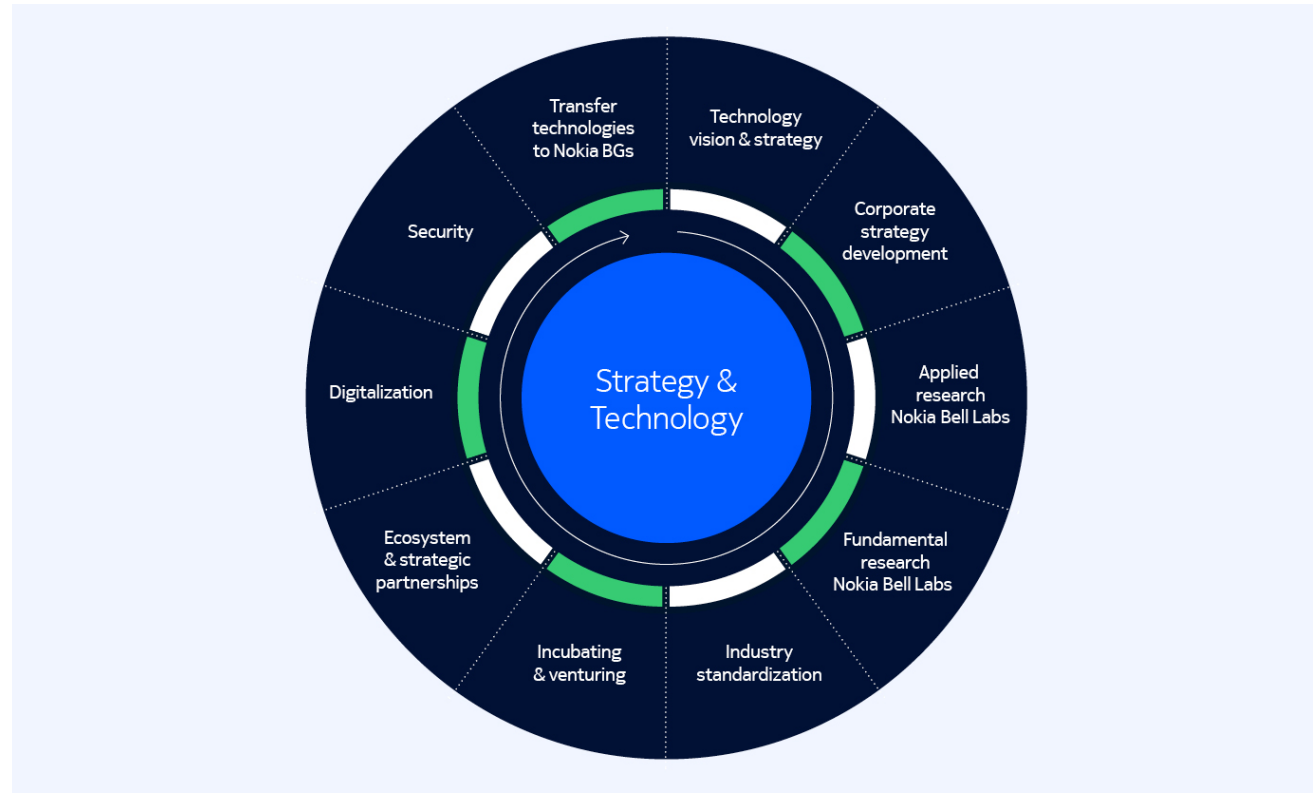 Transfer
technologies
to Nokia BGs
Technology
vision & strategy
Corporate
strategy
development
Applied
research
Nokia Bell Labs
Fundamental
research
Nokia Bell Labs
Industry
standardization
Incubating
& venturing
Ecosystem
& strategic
partnerships
Digitalization
Security
Strategy &
Technology